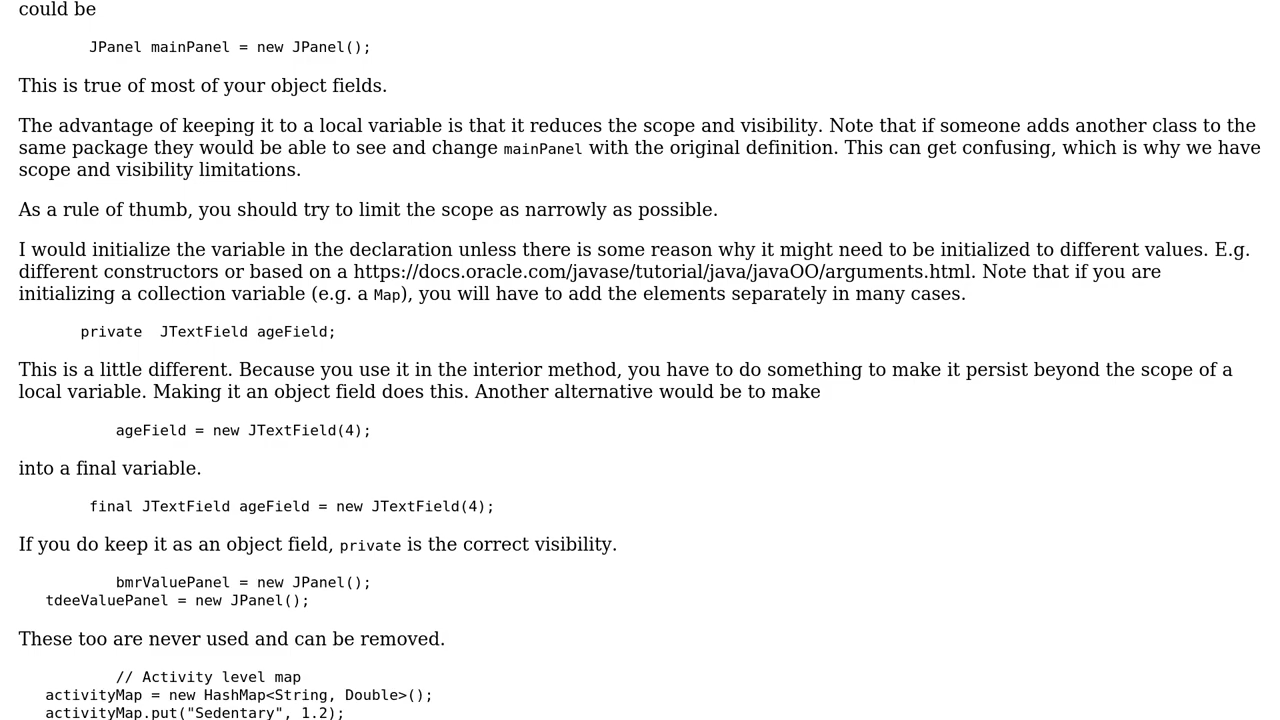 could be
JPanel mainPanel = new JPanel();
This is true of most of your object fields.
The advantage of keeping it to a local variable is that it reduces the scope and visibility. Note that if someone adds another class to the
same package they would be able to see and change mainPanel with the original definition. This can get confusing, which is why we have
scope and visibility limitations.
As a rule of thumb, you should try to limit the scope as narrowly as possible.
I would initialize the variable in the declaration unless there is some reason why it might need to be initialized to different values. E.g.
different constructors or based on a https://docs.oracle.com/javase/tutorial/java/javaOO/arguments.html. Note that if you are
initializing a collection variable (e.g. a Map), you will have to add the elements separately in many cases.
private  JTextField ageField;
This is a little different. Because you use it in the interior method, you have to do something to make it persist beyond the scope of a
local variable. Making it an object field does this. Another alternative would be to make
ageField = new JTextField(4);
into a final variable.
final JTextField ageField = new JTextField(4);
If you do keep it as an object field, private is the correct visibility.
bmrValuePanel = new JPanel();
tdeeValuePanel = new JPanel();
These too are never used and can be removed.
// Activity level map
activityMap = new HashMap<String, Double>();
activityMap.put("Sedentary", 1.2);